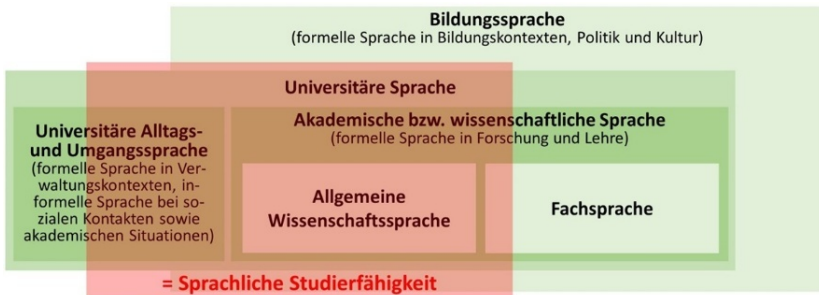 Bildungssprache
(formelle Sprache in Bildungskontexten, Politik und Kultur)
Universitäre Sprache
Universitäre Alltags-
und Umgangssprache
(formelle Sprache in Ver-
waltungskontexten, in-
formelle Sprache bei so-
zialen Kontakten sowie
akademischen Situationen)
Akademische bzw. wissenschaftliche Sprache
(formelle Sprache in Forschung und Lehre)
Allgemeine
Wissenschaftssprache
Fachsprache
= Sprachliche Studierfähigkeit